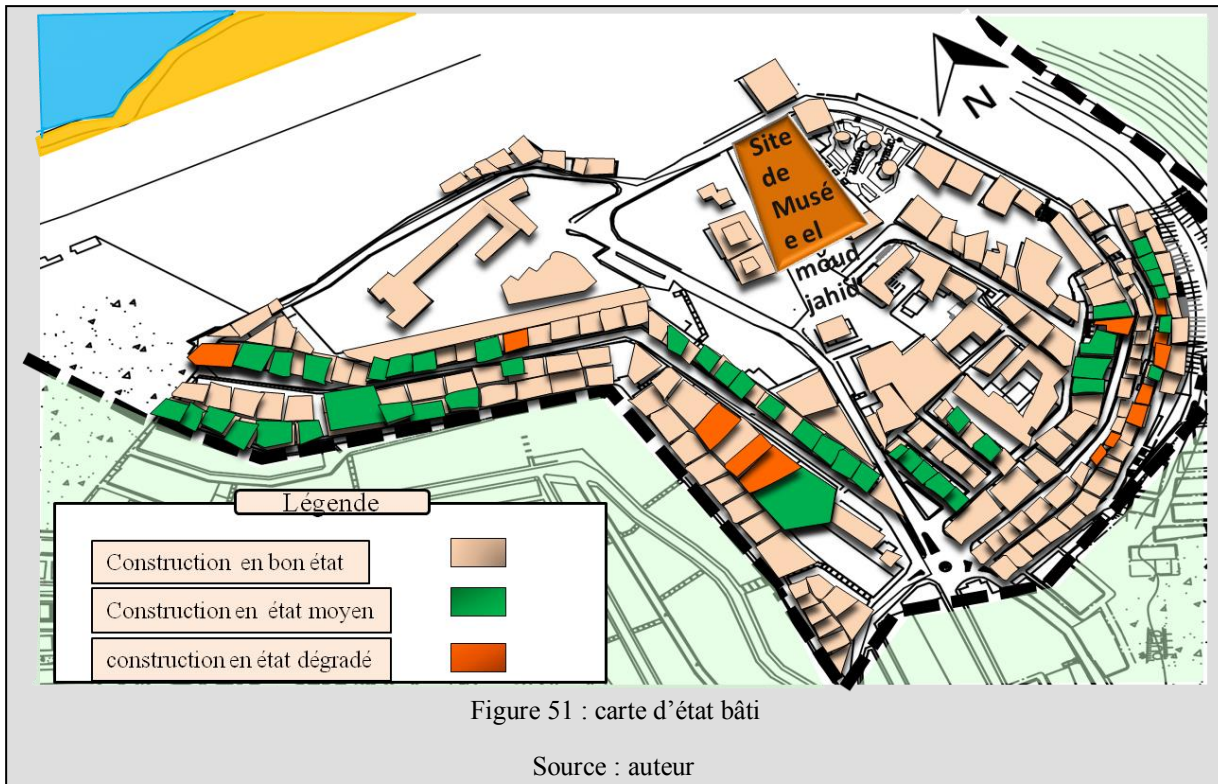 N
Site
de
Musé
e el
moud
jahid
Légende
Construction en bon état
Construction en état moyen
construction en état dégradé
Figure 51 : carte d’état bâti
Source : auteur